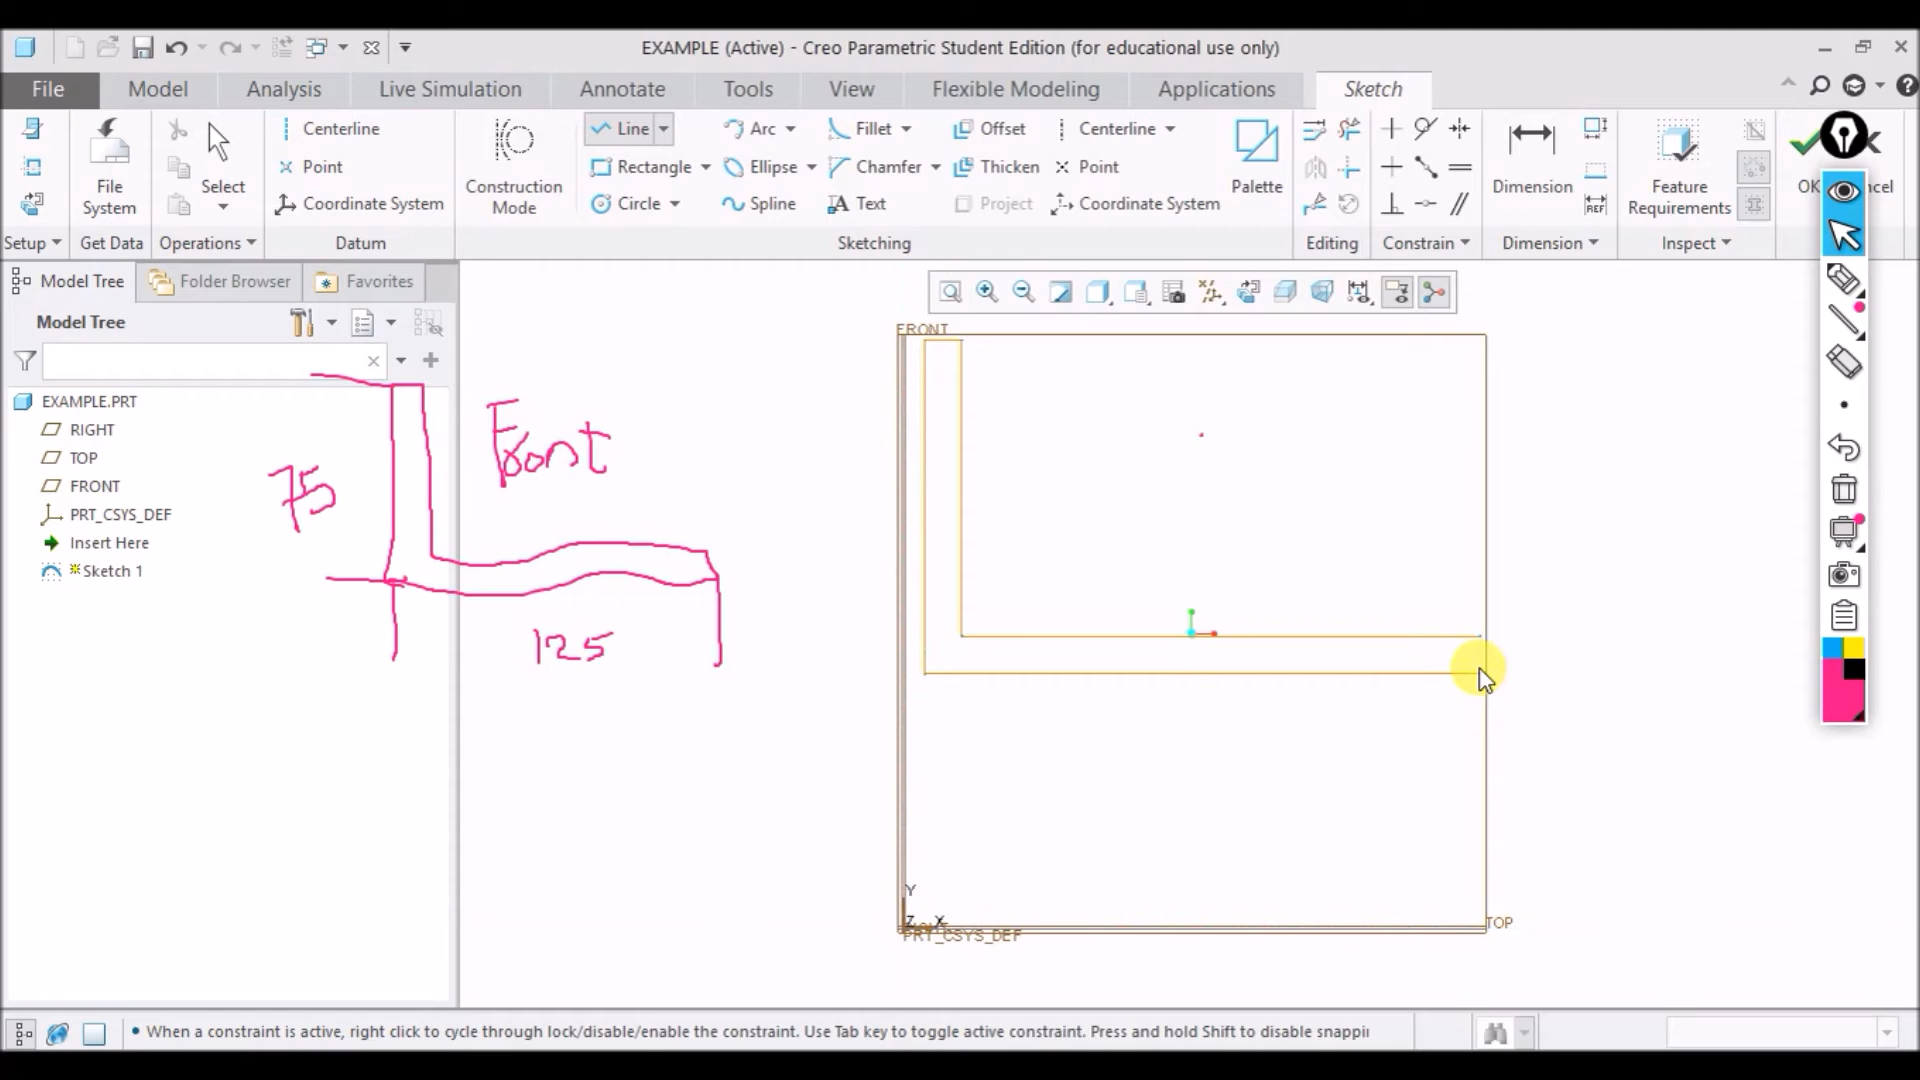 EXAMPLE (Active) - Creo Parametric Student Edition (for educational use only)
File Model Analysis Live Simulation Annotate Tools View Flexible Modeling Applications Sketch
Centerline Line Arc Fillet Offset Centerline
Point Rectangle Ellipse Chamfer Thicken Point
File System Select Coordinate System Construction Mode Circle Spline Text Project Coordinate System Palette Dimension REF Feature Requirements OK
Setup Get Data Operations Datum Sketching Editing Constrain Dimension Inspect
Model Tree Folder Browser Favorites
Model Tree
EXAMPLE.PRT
RIGHT
TOP
FRONT
PRT_CSYS_DEF
Insert Here
Sketch 1
Front
75
125
FRONT
Y
Z X
TOP
PRT_CSYS_DEF
When a constraint is active, right click to cycle through lock/disable/enable the constraint. Use Tab key to toggle active constraint. Press and hold Shift to disable snappin